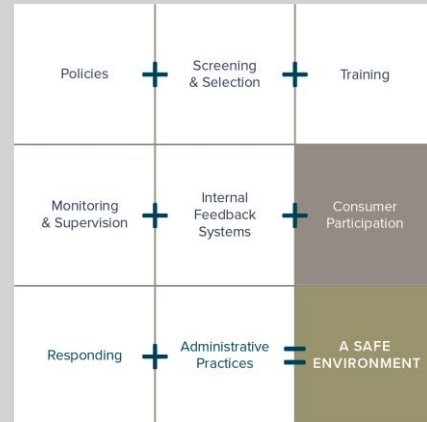 Policies
+
Screening
& Selection
+
Training
Monitoring
& Supervision
+
Internal
Feedback
Systems
+
Consumer
Participation
Responding
+
Administrative
Practices
=
A SAFE
ENVIRONMENT